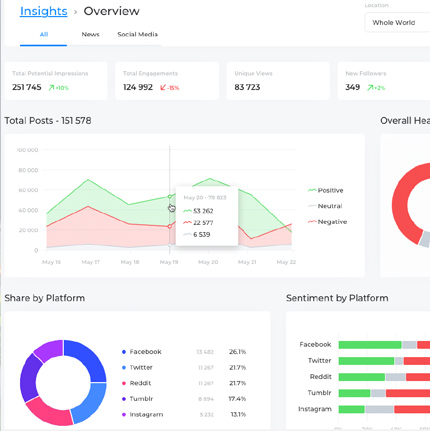 Insights › Overview
Location
Whole World
All News Social Media
Total Potential Impressions
251 745 +10%
Total Engagements
124 992 -15%
Unique Views
83 723
New Followers
349 +2%
Total Posts - 151 578
Overall Hea
100 000
80 000
60 000
40 000
20 000
0
May 20 -
53 262
22 577
6 539
Positive
Neutral
Negative
May 16 May 17 May 18 May 19 May 20 May 21 May 22
Share by Platform
Facebook 13 482 26.1%
Twitter 11 267 21.7%
Reddit 11 267 21.7%
Tumblr 8 994 17.4%
Instagram 3 232 13.1%
Sentiment by Platform
Facebook
Twitter
Reddit
Tumblr
Instagram